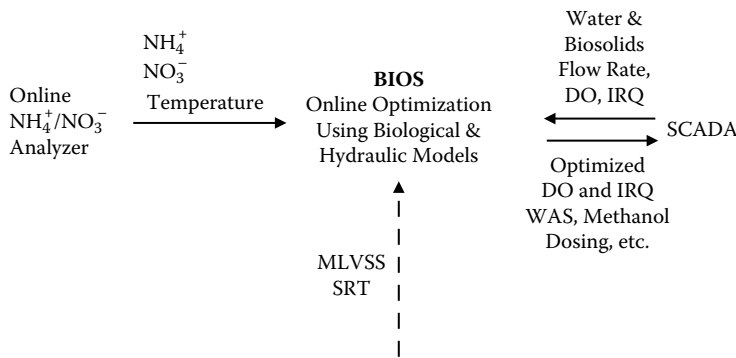 Online
NH₄⁺/NO₃⁻
Analyzer
NH₄⁺
NO₃⁻
Temperature
BIOS
Online Optimization
Using Biological &
Hydraulic Models
Water &
Biosolids
Flow Rate,
DO, IRQ
SCADA
Optimized
DO and IRQ
WAS, Methanol
Dosing, etc.
MLVSS
SRT